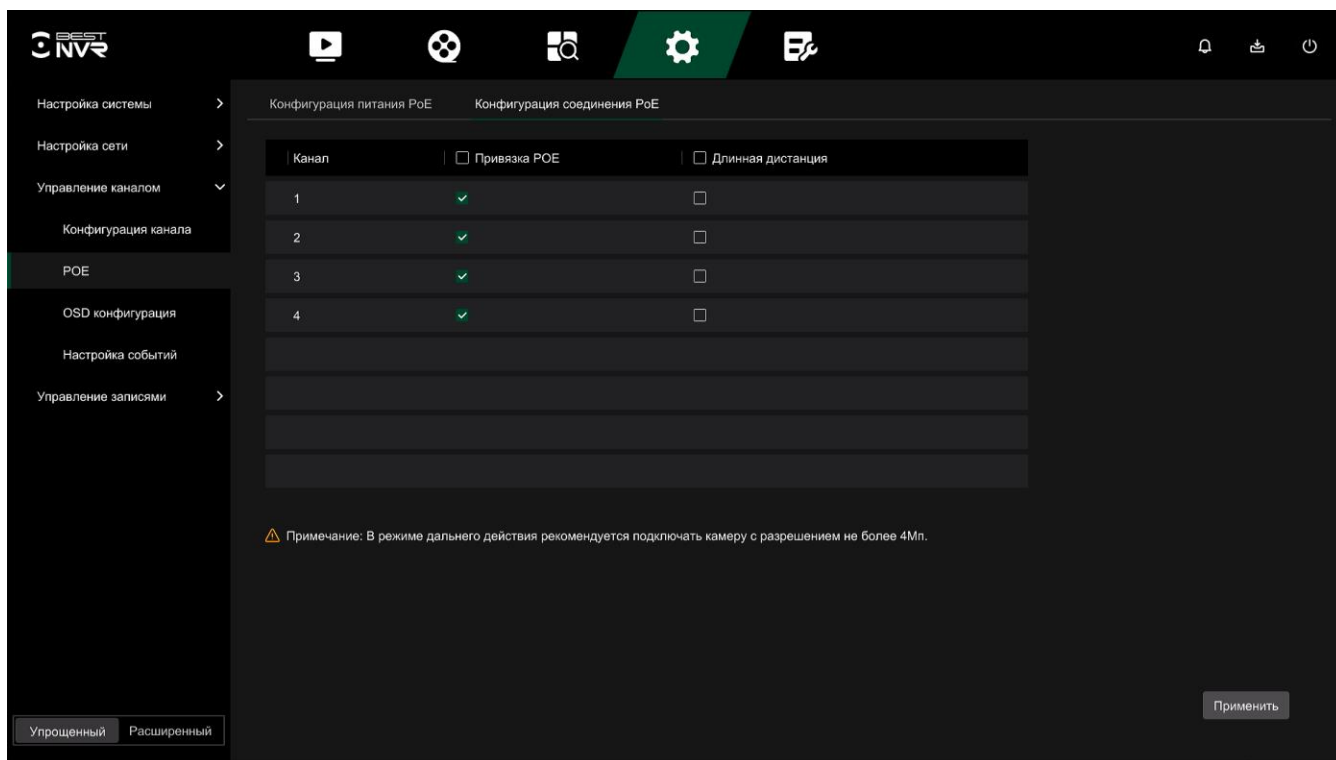 BEST
NVR
Настройка системы
Настройка сети
Управление каналом
Конфигурация канала
POE
OSD конфигурация
Настройка событий
Управление записями
Упрощенный Расширенный
Конфигурация питания PoE Конфигурация соединения PoE
Канал Привязка POE Длинная дистанция
1
2
3
4
Примечание: В режиме дальнего действия рекомендуется подключать камеру с разрешением не более 4Мп.
Применить